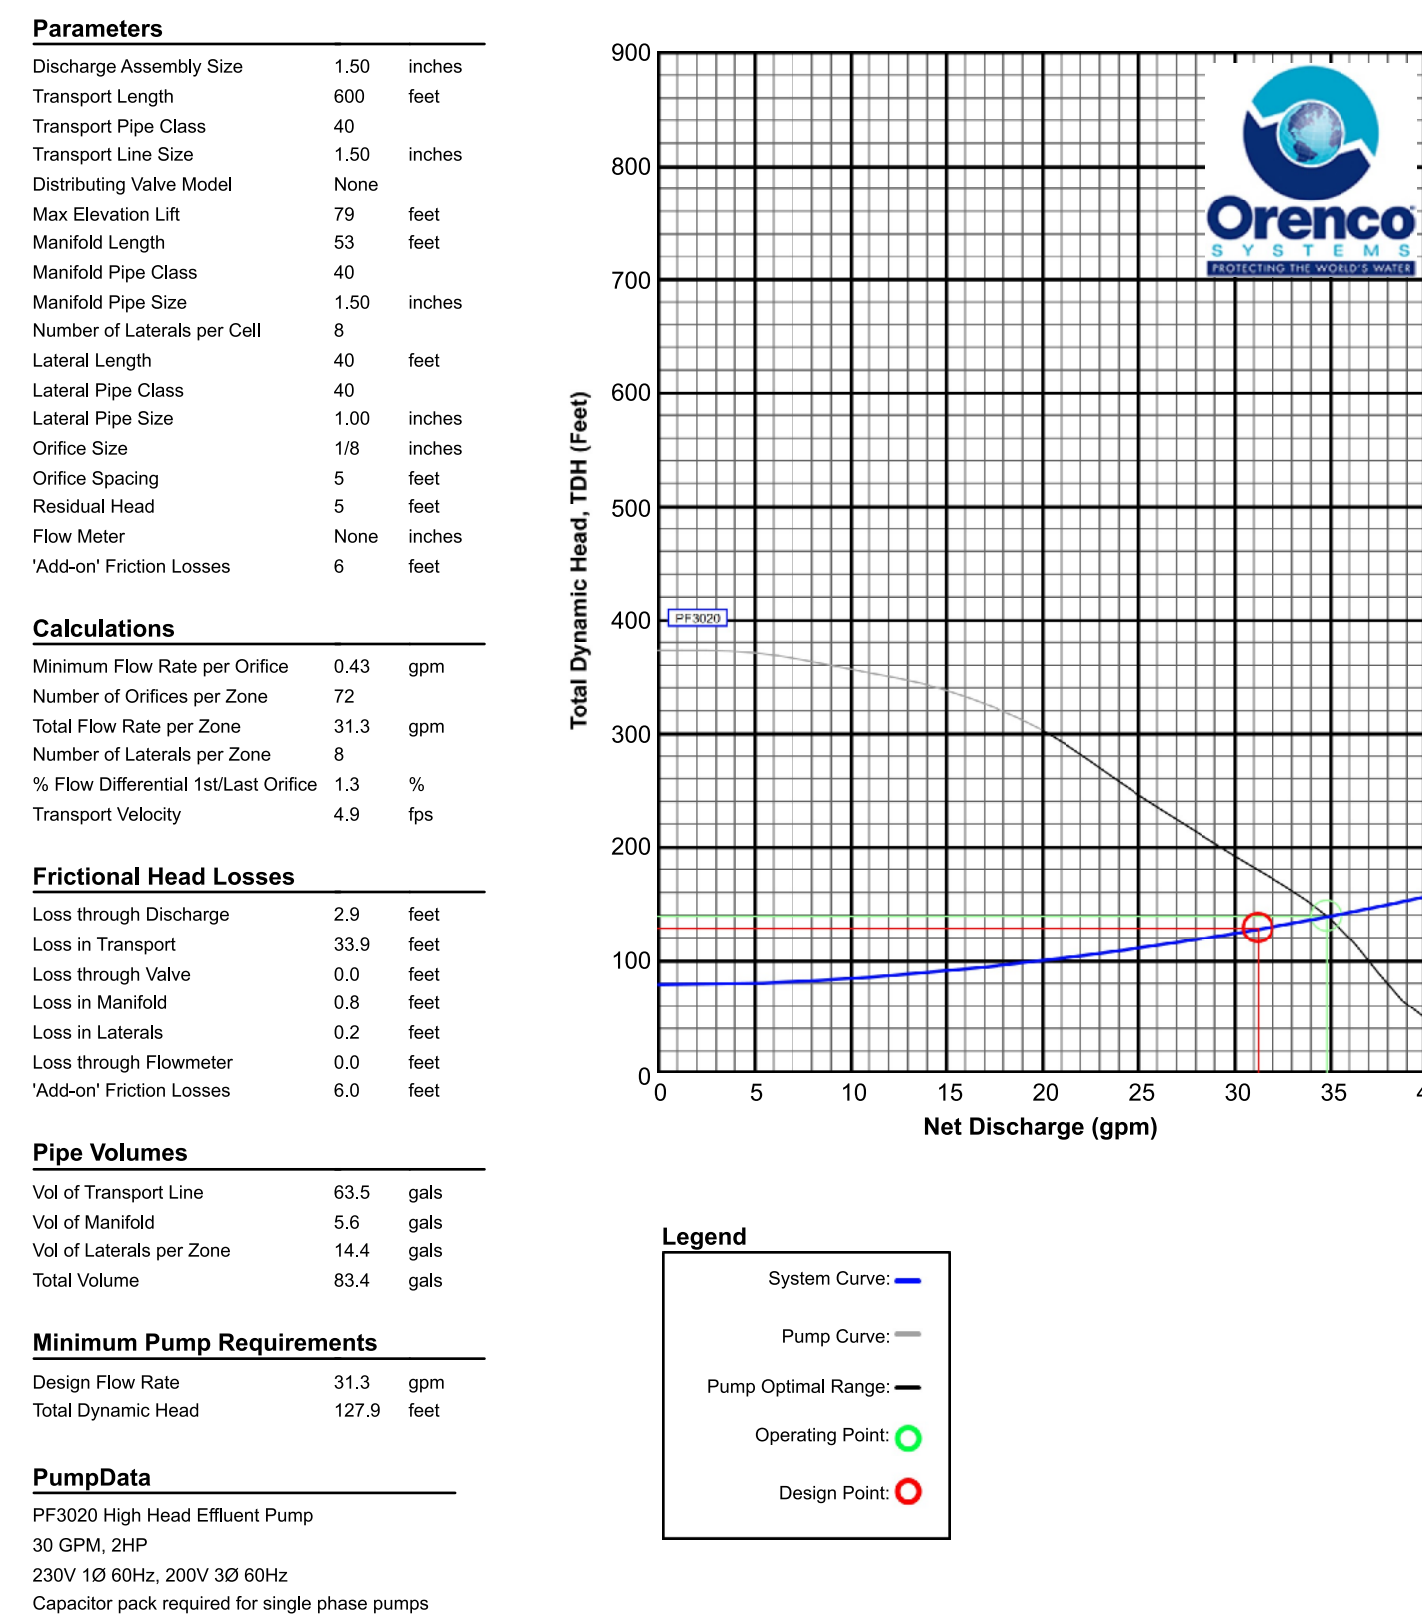 Parameters
Discharge Assembly Size 1.50 inches
Transport Length 600 feet
Transport Pipe Class 40
Transport Line Size 1.50 inches
Distributing Valve Model None
Max Elevation Lift 79 feet
Manifold Length 53 feet
Manifold Pipe Class 40
Manifold Pipe Size 1.50 inches
Number of Laterals per Cell 8
Lateral Length 40 feet
Lateral Pipe Class 40
Lateral Pipe Size 1.00 inches
Orifice Size 1/8 inches
Orifice Spacing 5 feet
Residual Head 5 feet
Flow Meter None inches
'Add-on' Friction Losses 6 feet
Calculations
Minimum Flow Rate per Orifice 0.43 gpm
Number of Orifices per Zone 72
Total Flow Rate per Zone 31.3 gpm
Number of Laterals per Zone 8
% Flow Differential 1st/Last Orifice 1.3 %
Transport Velocity 4.9 fps
Frictional Head Losses
Loss through Discharge 2.9 feet
Loss in Transport 33.9 feet
Loss through Valve 0.0 feet
Loss in Manifold 0.8 feet
Loss in Laterals 0.2 feet
Loss through Flowmeter 0.0 feet
'Add-on' Friction Losses 6.0 feet
Pipe Volumes
Vol of Transport Line 63.5 gals
Vol of Manifold 5.6 gals
Vol of Laterals per Zone 14.4 gals
Total Volume 83.4 gals
Minimum Pump Requirements
Design Flow Rate 31.3 gpm
Total Dynamic Head 127.9 feet
PumpData
PF3020 High Head Effluent Pump
30 GPM, 2HP
230V 1Ø 60Hz, 200V 3Ø 60Hz
Capacitor pack required for single phase pumps
Total Dynamic Head, TDH (Feet)
900
800
700
600
500
400
300
200
100
0
Orenco
SYSTEMS
PROTECTING THE WORLD'S WATER
PF3020
0 5 10 15 20 25 30 35
Net Discharge (gpm)
Legend
System Curve:
Pump Curve:
Pump Optimal Range:
Operating Point:
Design Point: